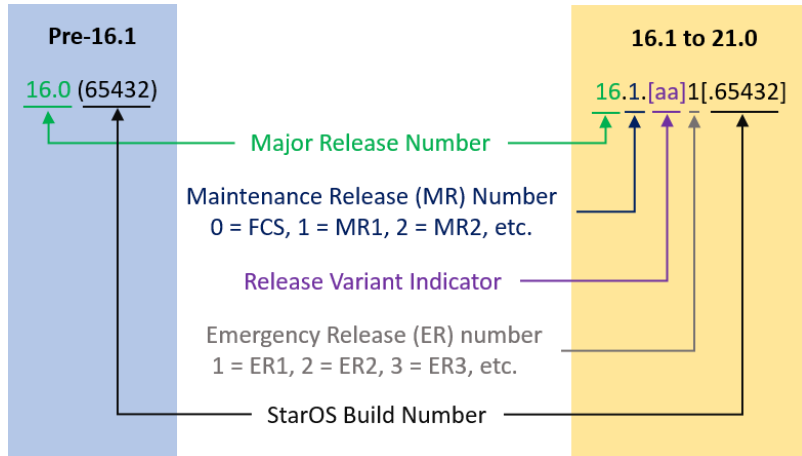 Pre-16.1
16.1 to 21.0
16.0 (65432)
16.1.[aa]1[.65432]
Major Release Number
Maintenance Release (MR) Number
0 = FCS, 1 = MR1, 2 = MR2, etc.
Release Variant Indicator
Emergency Release (ER) number
1 = ER1, 2 = ER2, 3 = ER3, etc.
StarOS Build Number